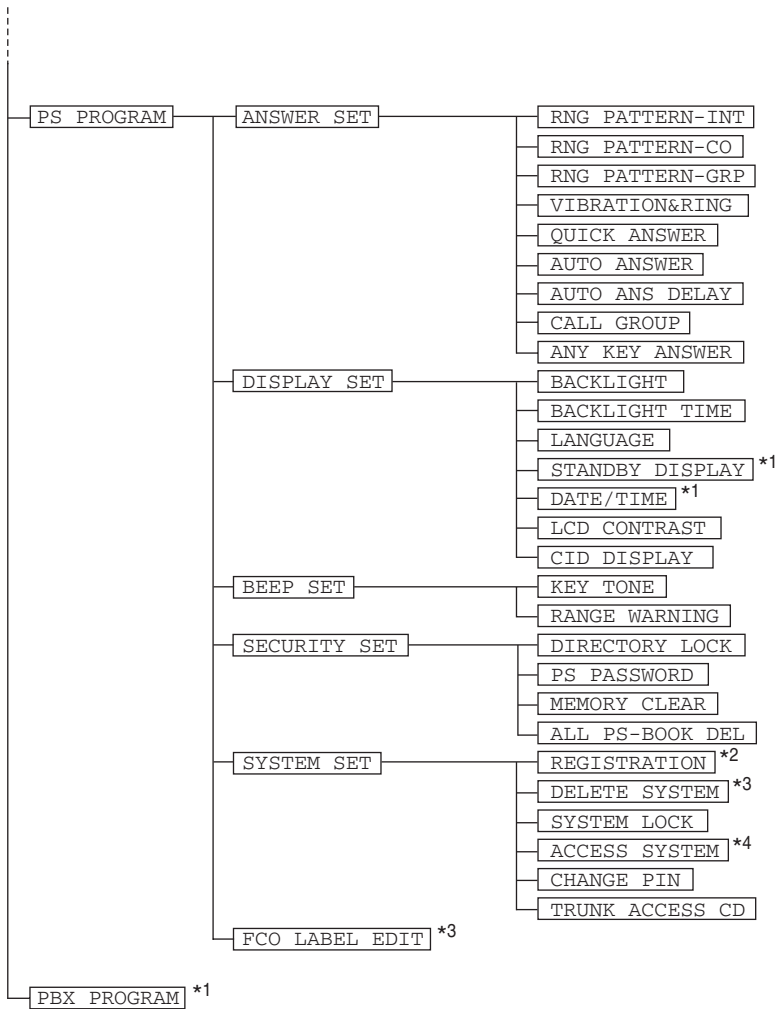 PS PROGRAM ANSWER SET RNG PATTERN-INT
RNG PATTERN-CO
RNG PATTERN-GRP
VIBRATION&RING
QUICK ANSWER
AUTO ANSWER
AUTO ANS DELAY
CALL GROUP
ANY KEY ANSWER
DISPLAY SET BACKLIGHT
BACKLIGHT TIME
LANGUAGE
STANDBY DISPLAY *1
DATE/TIME *1
LCD CONTRAST
CID DISPLAY
BEEP SET KEY TONE
RANGE WARNING
SECURITY SET DIRECTORY LOCK
PS PASSWORD
MEMORY CLEAR
ALL PS-BOOK DEL
SYSTEM SET REGISTRATION *2
DELETE SYSTEM *3
SYSTEM LOCK
ACCESS SYSTEM *4
CHANGE PIN
TRUNK ACCESS CD
FCO LABEL EDIT *3
PBX PROGRAM *1